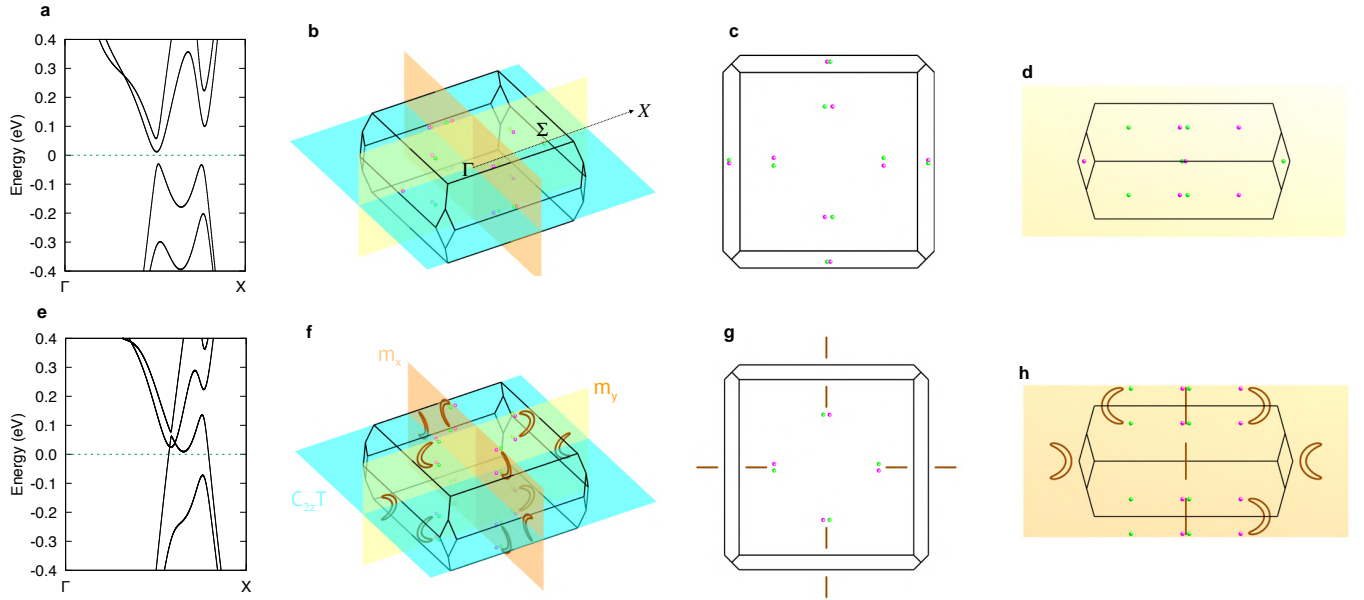 a
Energy (eV)
0.4
0.3
0.2
0.1
0
-0.1
-0.2
-0.3
-0.4
Γ
X
b
X
Σ
Γ
c
d
e
Energy (eV)
0.4
0.3
0.2
0.1
0.0
-0.1
-0.2
-0.3
-0.4
Γ
X
f
mx
my
C2zT
g
h